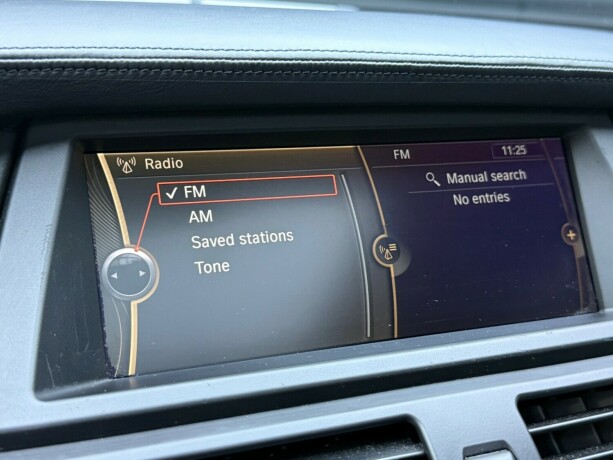 Radio
✓ FM
AM
Saved stations
Tone
FM 11:25
Manual search
No entries